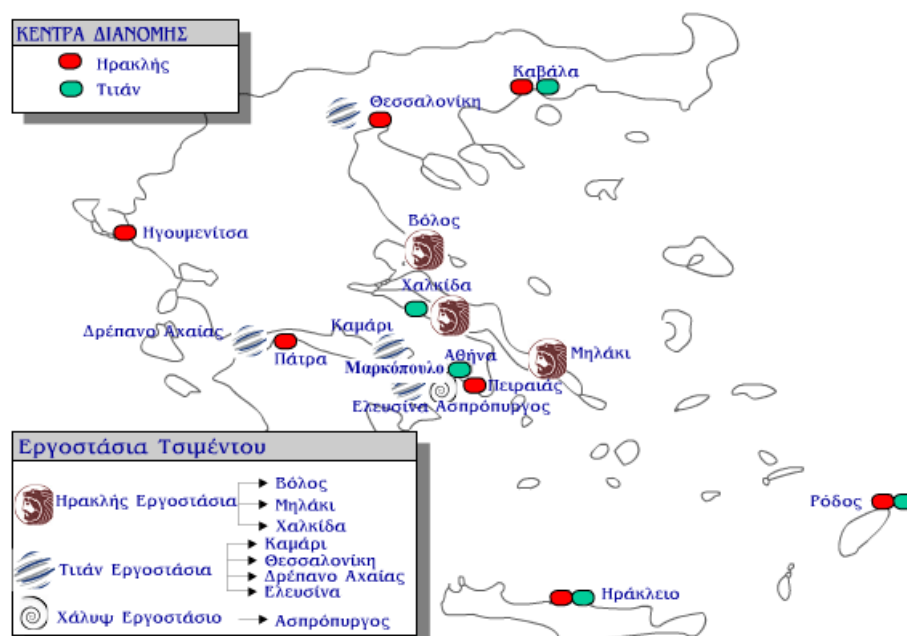 ΚΕΝΤΡΑ ΔΙΑΝΟΜΗΣ
Ηρακλής
Τιτάν
Καβάλα
Θεσσαλονίκη
Ηγουμενίτσα
Βόλος
Χαλκίδα
Δρέπανο Αχαίας
Καμάρι
Πάτρα
Μαρκόπουλο
Αθήνα
Μηλάκι
Πειραιάς
Ελευσίνα Ασπρόπυργος
Ρόδος
Ηράκλειο
Εργοστάσια Τσιμέντου
Ηρακλής Εργοστάσια
Βόλος
Μηλάκι
Χαλκίδα
Τιτάν Εργοστάσια
Καμάρι
Θεσσαλονίκη
Δρέπανο Αχαίας
Ελευσίνα
Χάλυψ Εργοστάσιο
Ασπρόπυργος